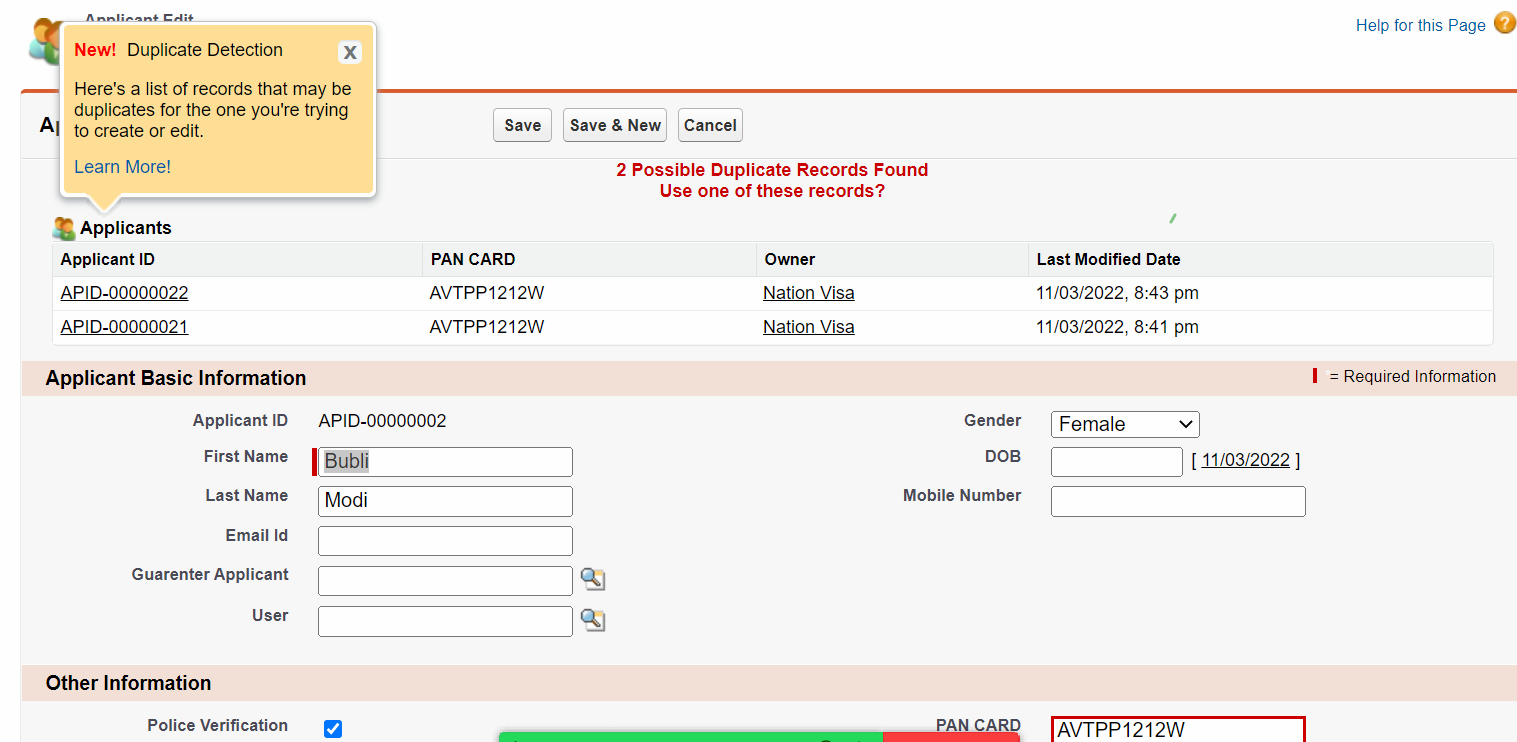 Applicant Edit
Help for this Page
New! Duplicate Detection
X
Here's a list of records that may be
duplicates for the one you're trying
to create or edit.
Learn More!
Save
Save & New
Cancel
2 Possible Duplicate Records Found
Use one of these records?
Applicants
Applicant ID PAN CARD Owner Last Modified Date
APID-00000022 AVTPP1212W Nation Visa 11/03/2022, 8:43 pm
APID-00000021 AVTPP1212W Nation Visa 11/03/2022, 8:41 pm
Applicant Basic Information
= Required Information
Applicant ID APID-00000002 Gender Female
First Name Bubli DOB [ 11/03/2022 ]
Last Name Modi Mobile Number
Email Id
Guarenter Applicant
User
Other Information
Police Verification PAN CARD AVTPP1212W